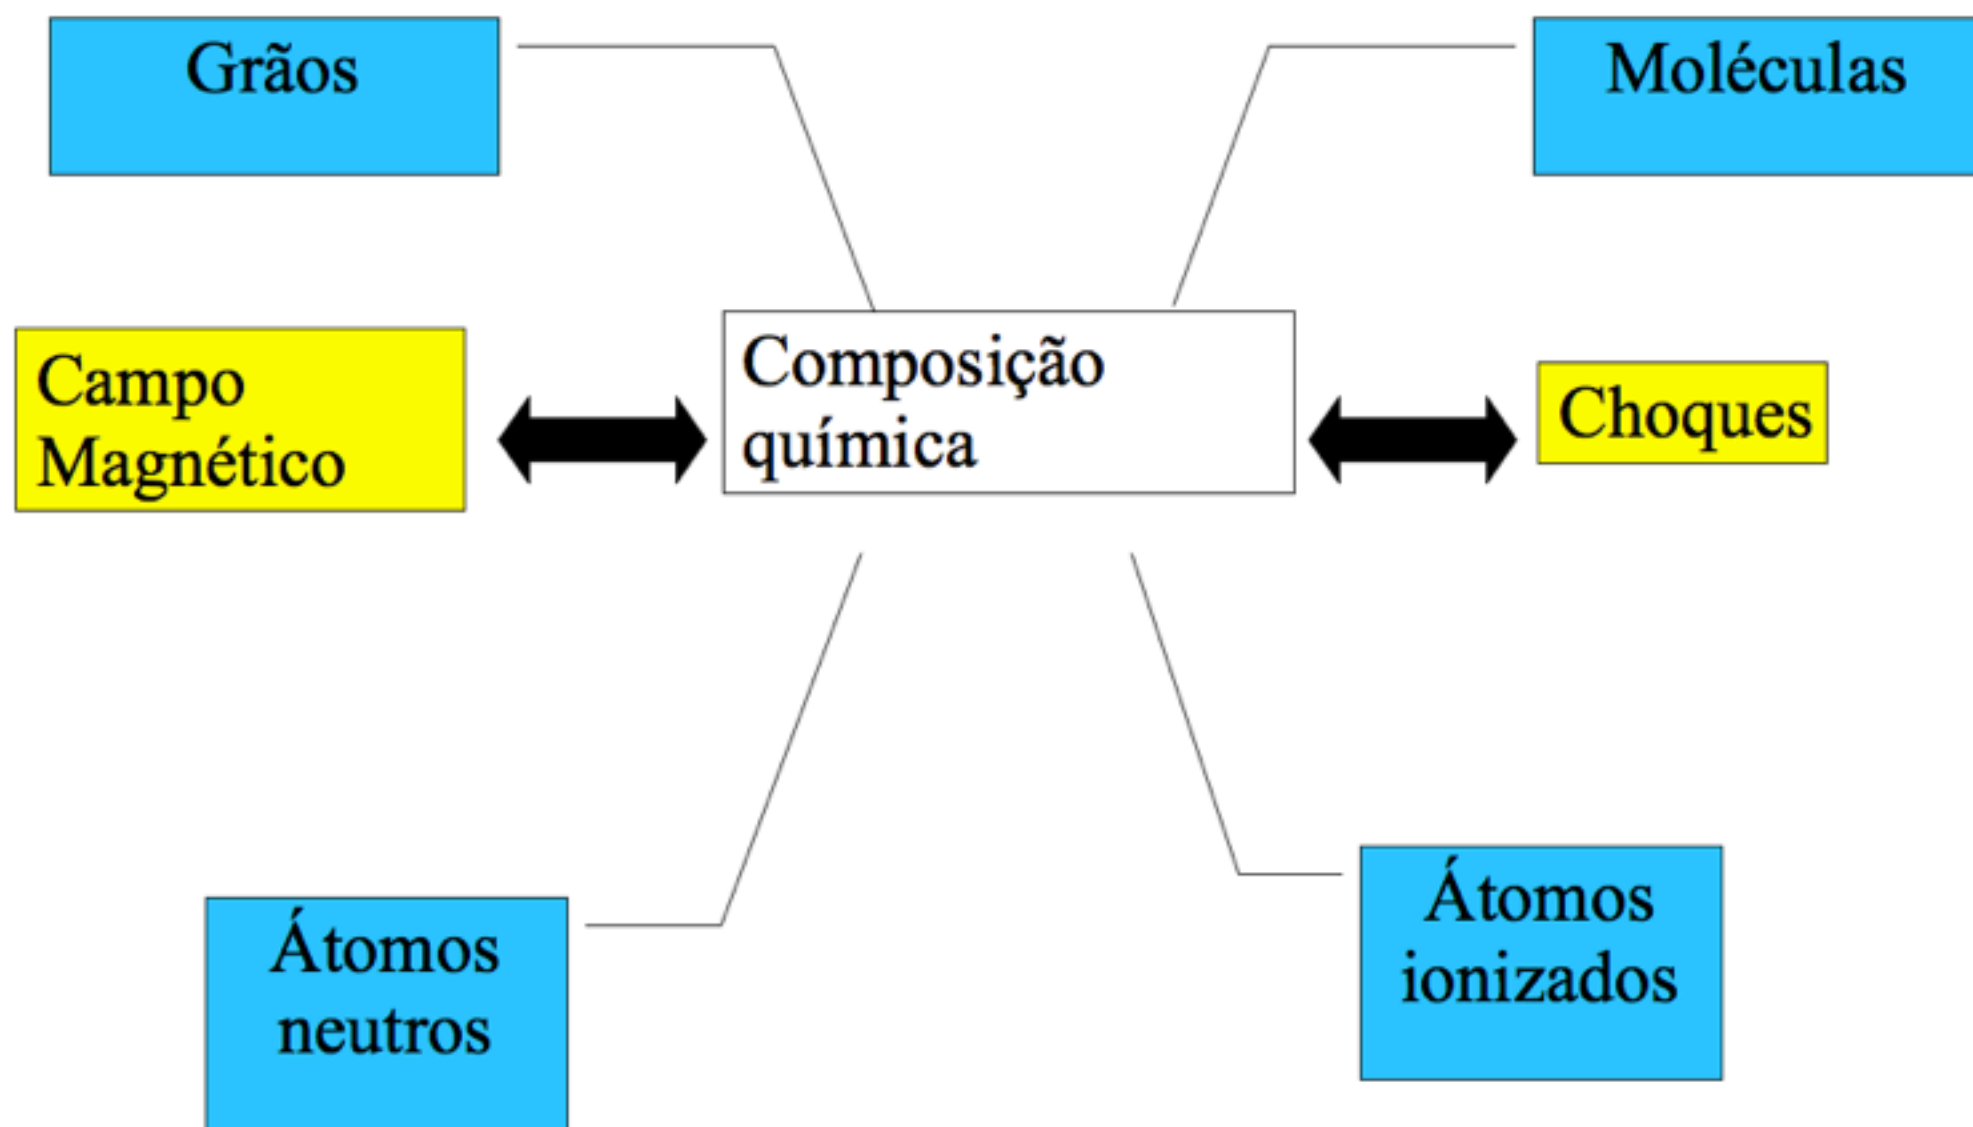 Grãos
Moléculas
Campo
Magnético
Composição
química
Choques
Átomos
neutros
Átomos
ionizados